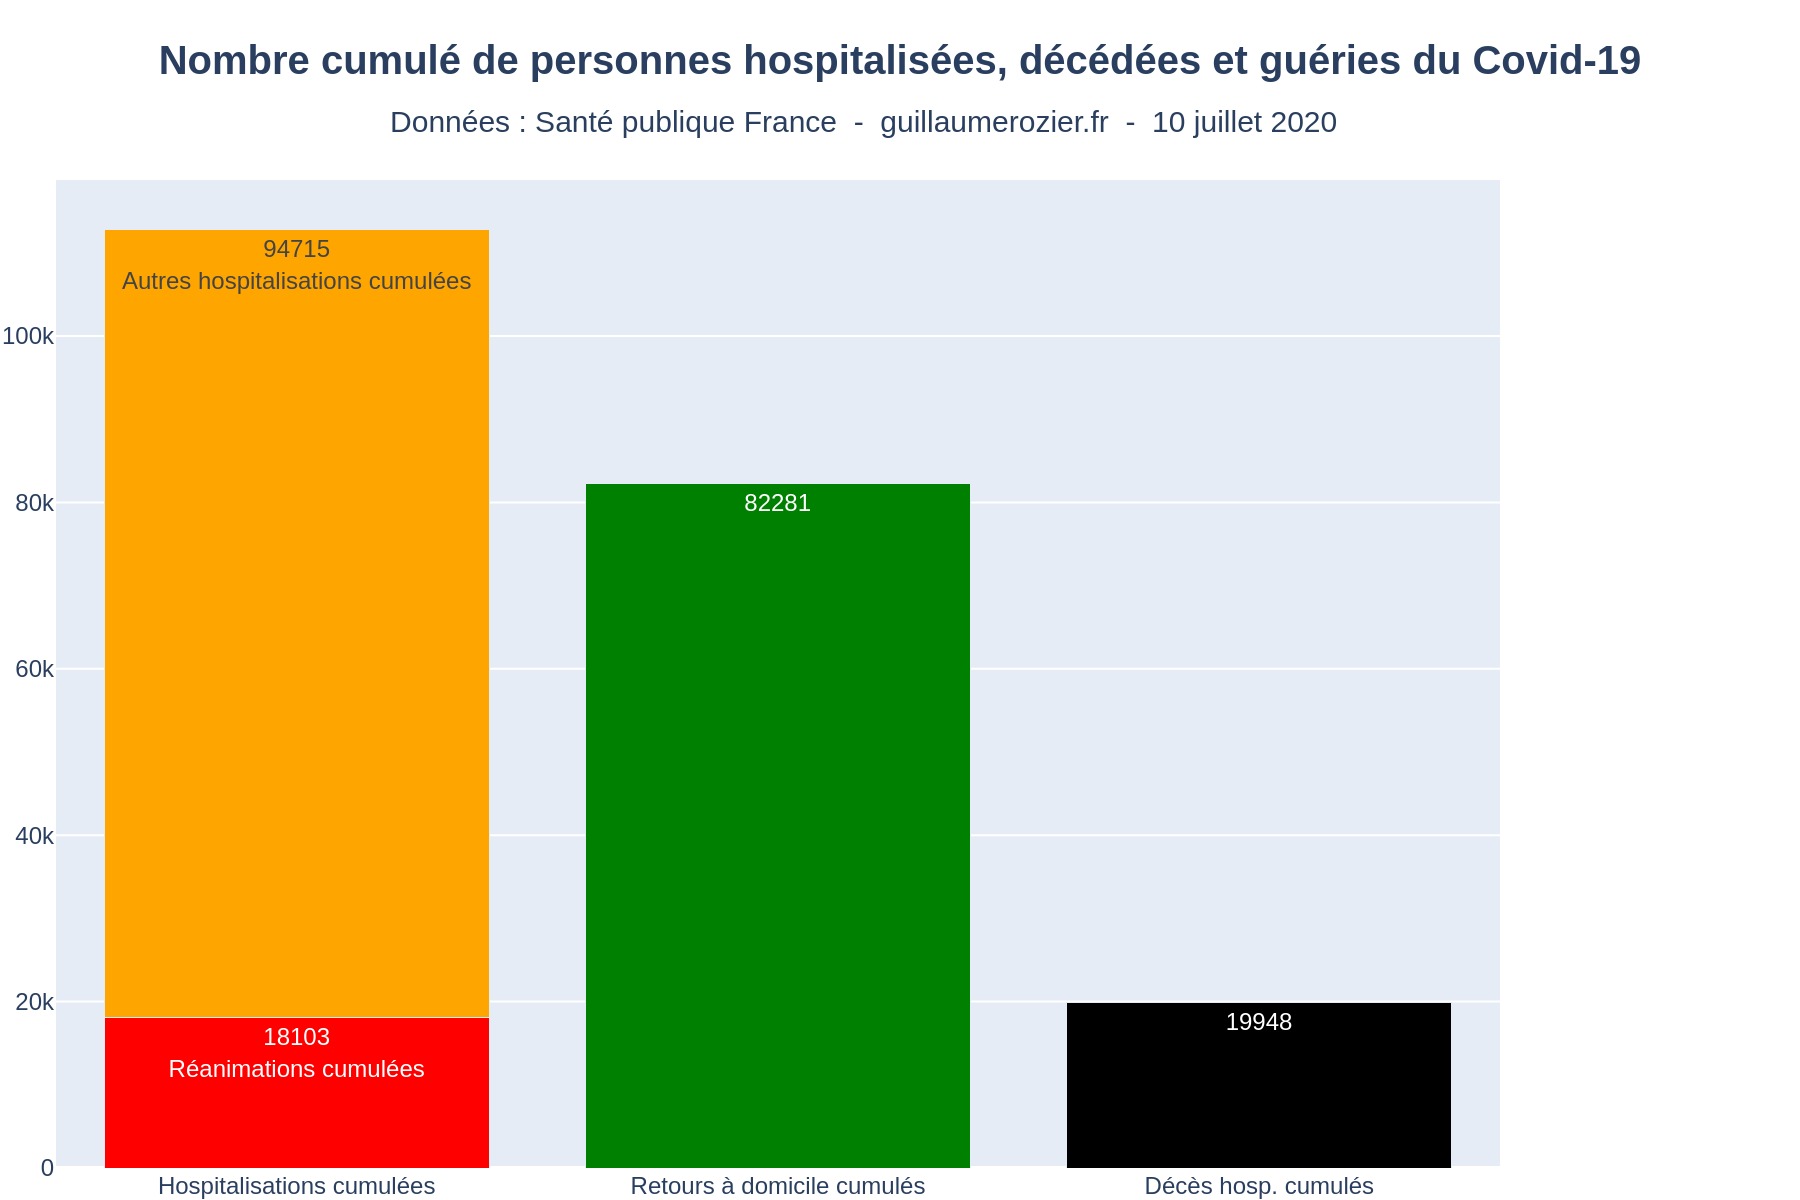 Nombre cumulé de personnes hospitalisées, décédées et guéries du Covid-19
Données : Santé publique France - guillaumerozier.fr - 10 juillet 2020
94715
Autres hospitalisations cumulées
100k
80k
82281
60k
40k
20k
18103
Réanimations cumulées
19948
0
Hospitalisations cumulées
Retours à domicile cumulés
Décès hosp. cumulés